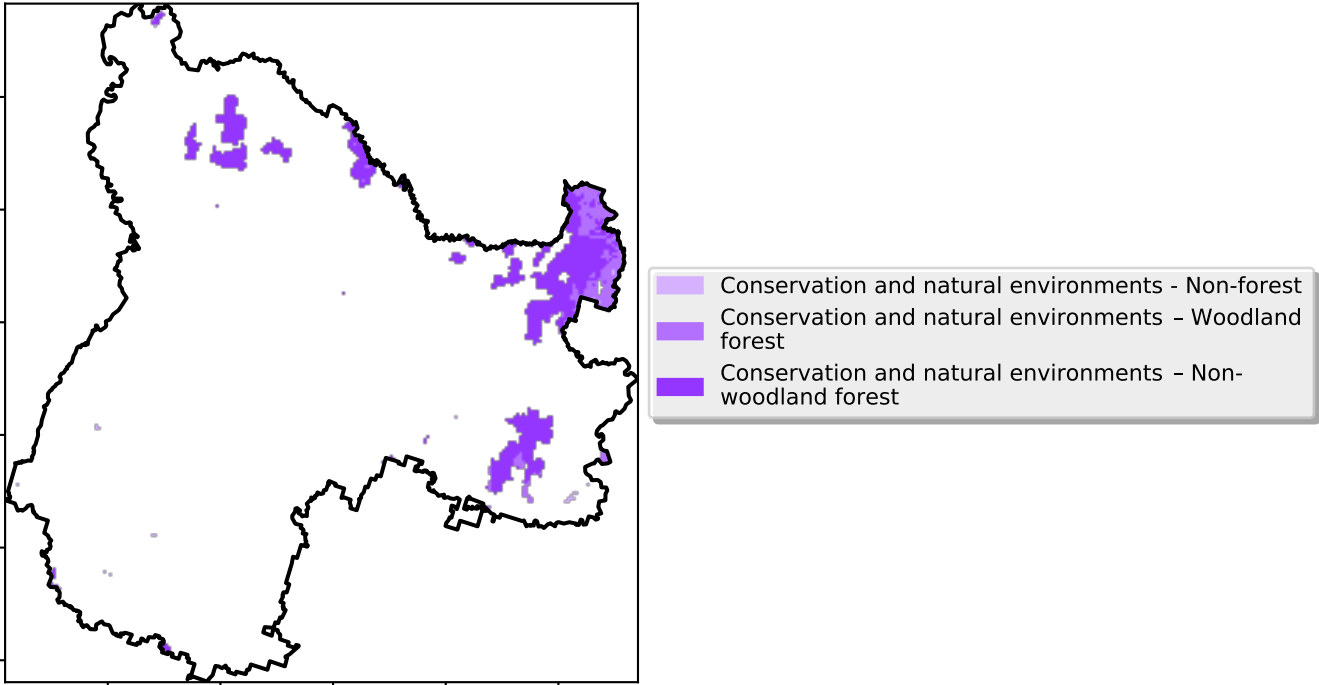 Conservation and natural environments - Non-forest
Conservation and natural environments – Woodland
forest
Conservation and natural environments – Non-
woodland forest